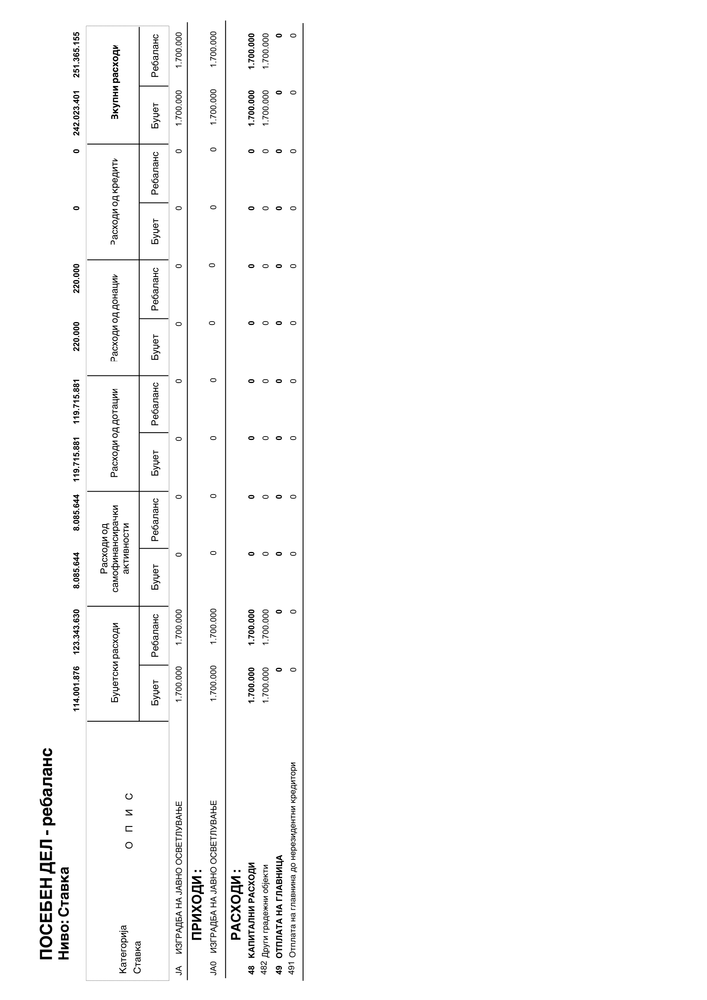 ПОСЕБЕН ДЕЛ - ребаланс
Ниво: Ставка
114.001.876 123.343.630 8.085.644 8.085.644 119.715.881 119.715.881 220.000 220.000 0 0 242.023.401 251.365.155
Категорија
Ставка
О П И С
Буџетски расходи
Расходи од
самофинансирачки
активности
Расходи од дотации
Расходи од донации
Расходи од кредити
Вкупни расходи
Буџет Ребаланс Буџет Ребаланс Буџет Ребаланс Буџет Ребаланс Буџет Ребаланс Буџет Ребаланс
JA ИЗГРАДБА НА ЈАВНО ОСВЕТЛУВАЊЕ 1.700.000 1.700.000 0 0 0 0 0 0 0 0 1.700.000 1.700.000
ПРИХОДИ :
JA0 ИЗГРАДБА НА ЈАВНО ОСВЕТЛУВАЊЕ 1.700.000 1.700.000 0 0 0 0 0 0 0 0 1.700.000 1.700.000
РАСХОДИ :
48 КАПИТАЛНИ РАСХОДИ 1.700.000 1.700.000 0 0 0 0 0 0 0 0 1.700.000 1.700.000
482 Други градежни објекти 1.700.000 1.700.000 0 0 0 0 0 0 0 0 1.700.000 1.700.000
49 ОТПЛАТА НА ГЛАВНИЦА 0 0 0 0 0 0 0 0 0 0 0 0
491 Отплата на главнина до нерезидентни кредитори 0 0 0 0 0 0 0 0 0 0 0 0